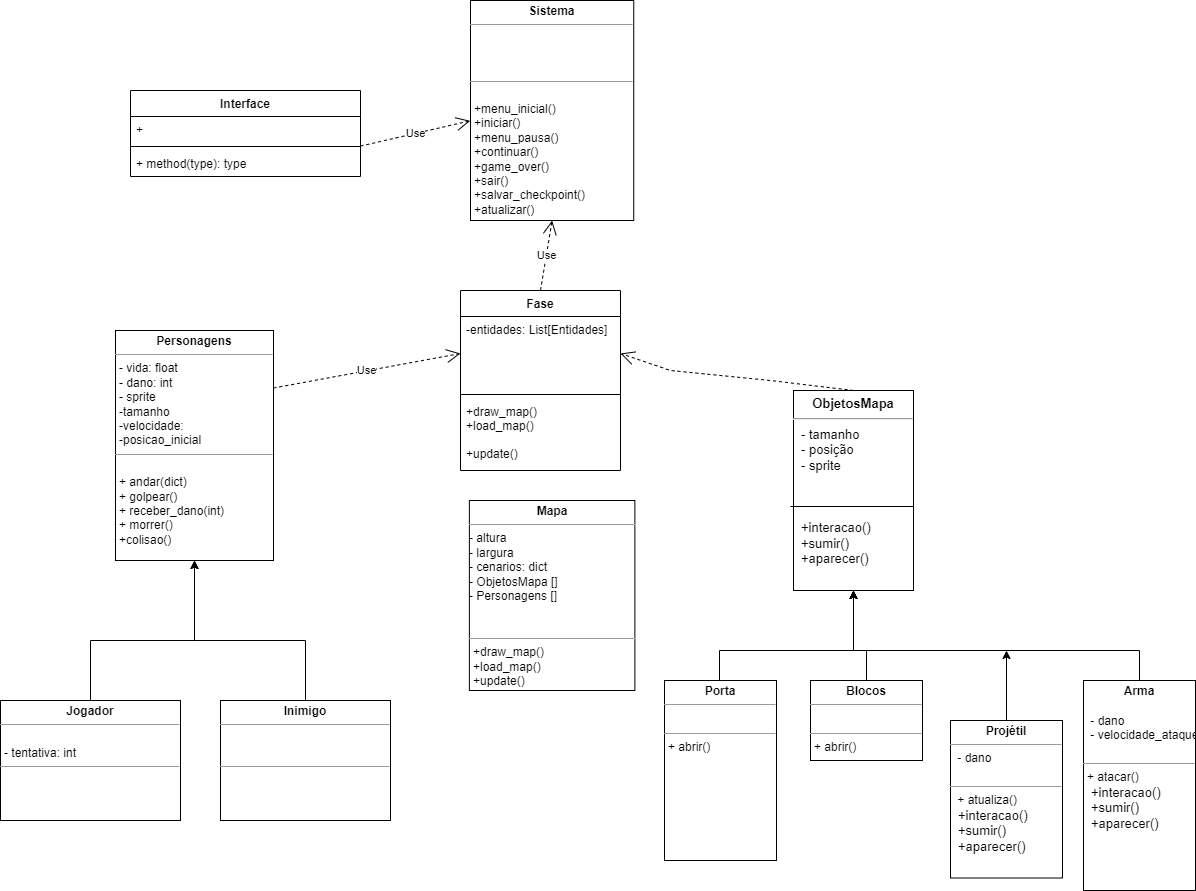 Sistema
+menu_inicial()
+iniciar()
+menu_pausa()
+continuar()
+game_over()
+sair()
+salvar_checkpoint()
+atualizar()
Interface
+
+ method(type): type
Use
Use
Fase
-entidades: List[Entidades]
+draw_map()
+load_map()
+update()
Personagens
- vida: float
- dano: int
- sprite
-tamanho
-velocidade:
-posicao_inicial
+ andar(dict)
+ golpear()
+ receber_dano(int)
+ morrer()
+colisao()
Use
ObjetosMapa
- tamanho
- posição
- sprite
+interacao()
+sumir()
+aparecer()
Mapa
- altura
- largura
- cenarios: dict
- ObjetosMapa []
- Personagens []
+draw_map()
+load_map()
+update()
Jogador
- tentativa: int
Inimigo
Porta
+ abrir()
Blocos
+ abrir()
Projétil
- dano
+ atualiza()
+interacao()
+sumir()
+aparecer()
Arma
- dano
- velocidade_ataque
+ atacar()
+interacao()
+sumir()
+aparecer()